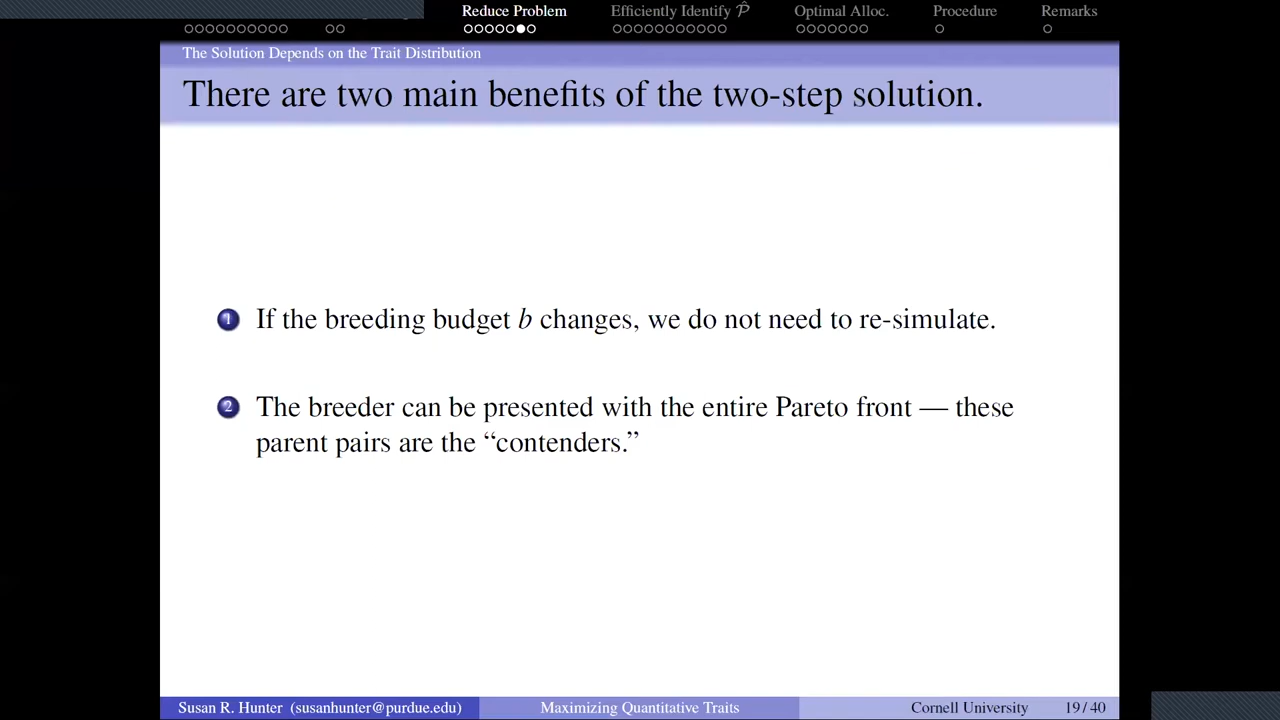 Reduce Problem Efficiently Identify P̂ Optimal Alloc. Procedure Remarks
The Solution Depends on the Trait Distribution
There are two main benefits of the two-step solution.
1 If the breeding budget b changes, we do not need to re-simulate.
2 The breeder can be presented with the entire Pareto front — these
parent pairs are the “contenders.”
Susan R. Hunter (susanhunter@purdue.edu) Maximizing Quantitative Traits Cornell University 19 / 40